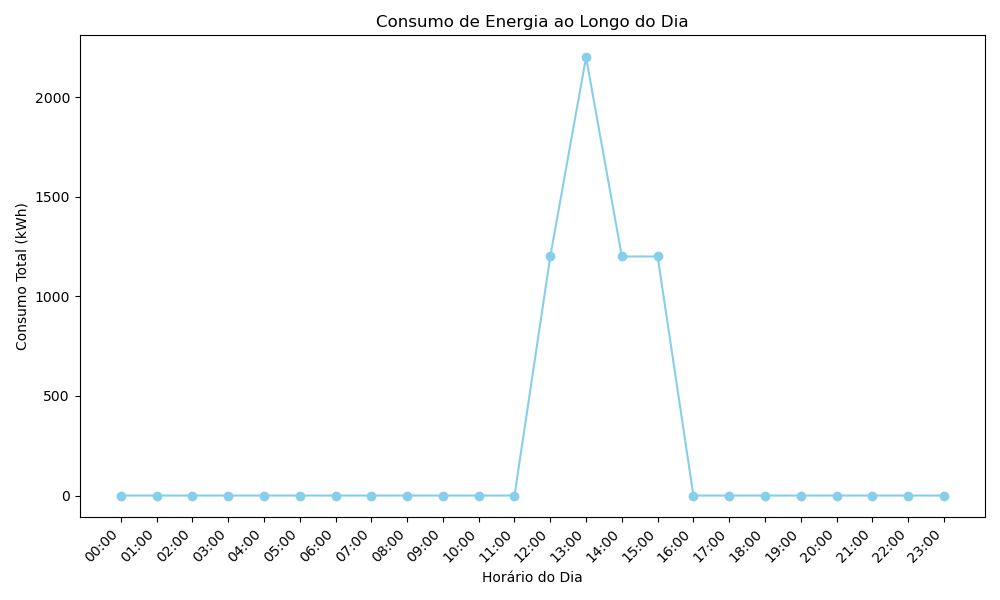 Consumo de Energia ao Longo do Dia
Consumo Total (kWh)
2000
1500
1000
500
0
00:00 01:00 02:00 03:00 04:00 05:00 06:00 07:00 08:00 09:00 10:00 11:00 12:00 13:00 14:00 15:00 16:00 17:00 18:00 19:00 20:00 21:00 22:00 23:00
Horário do Dia